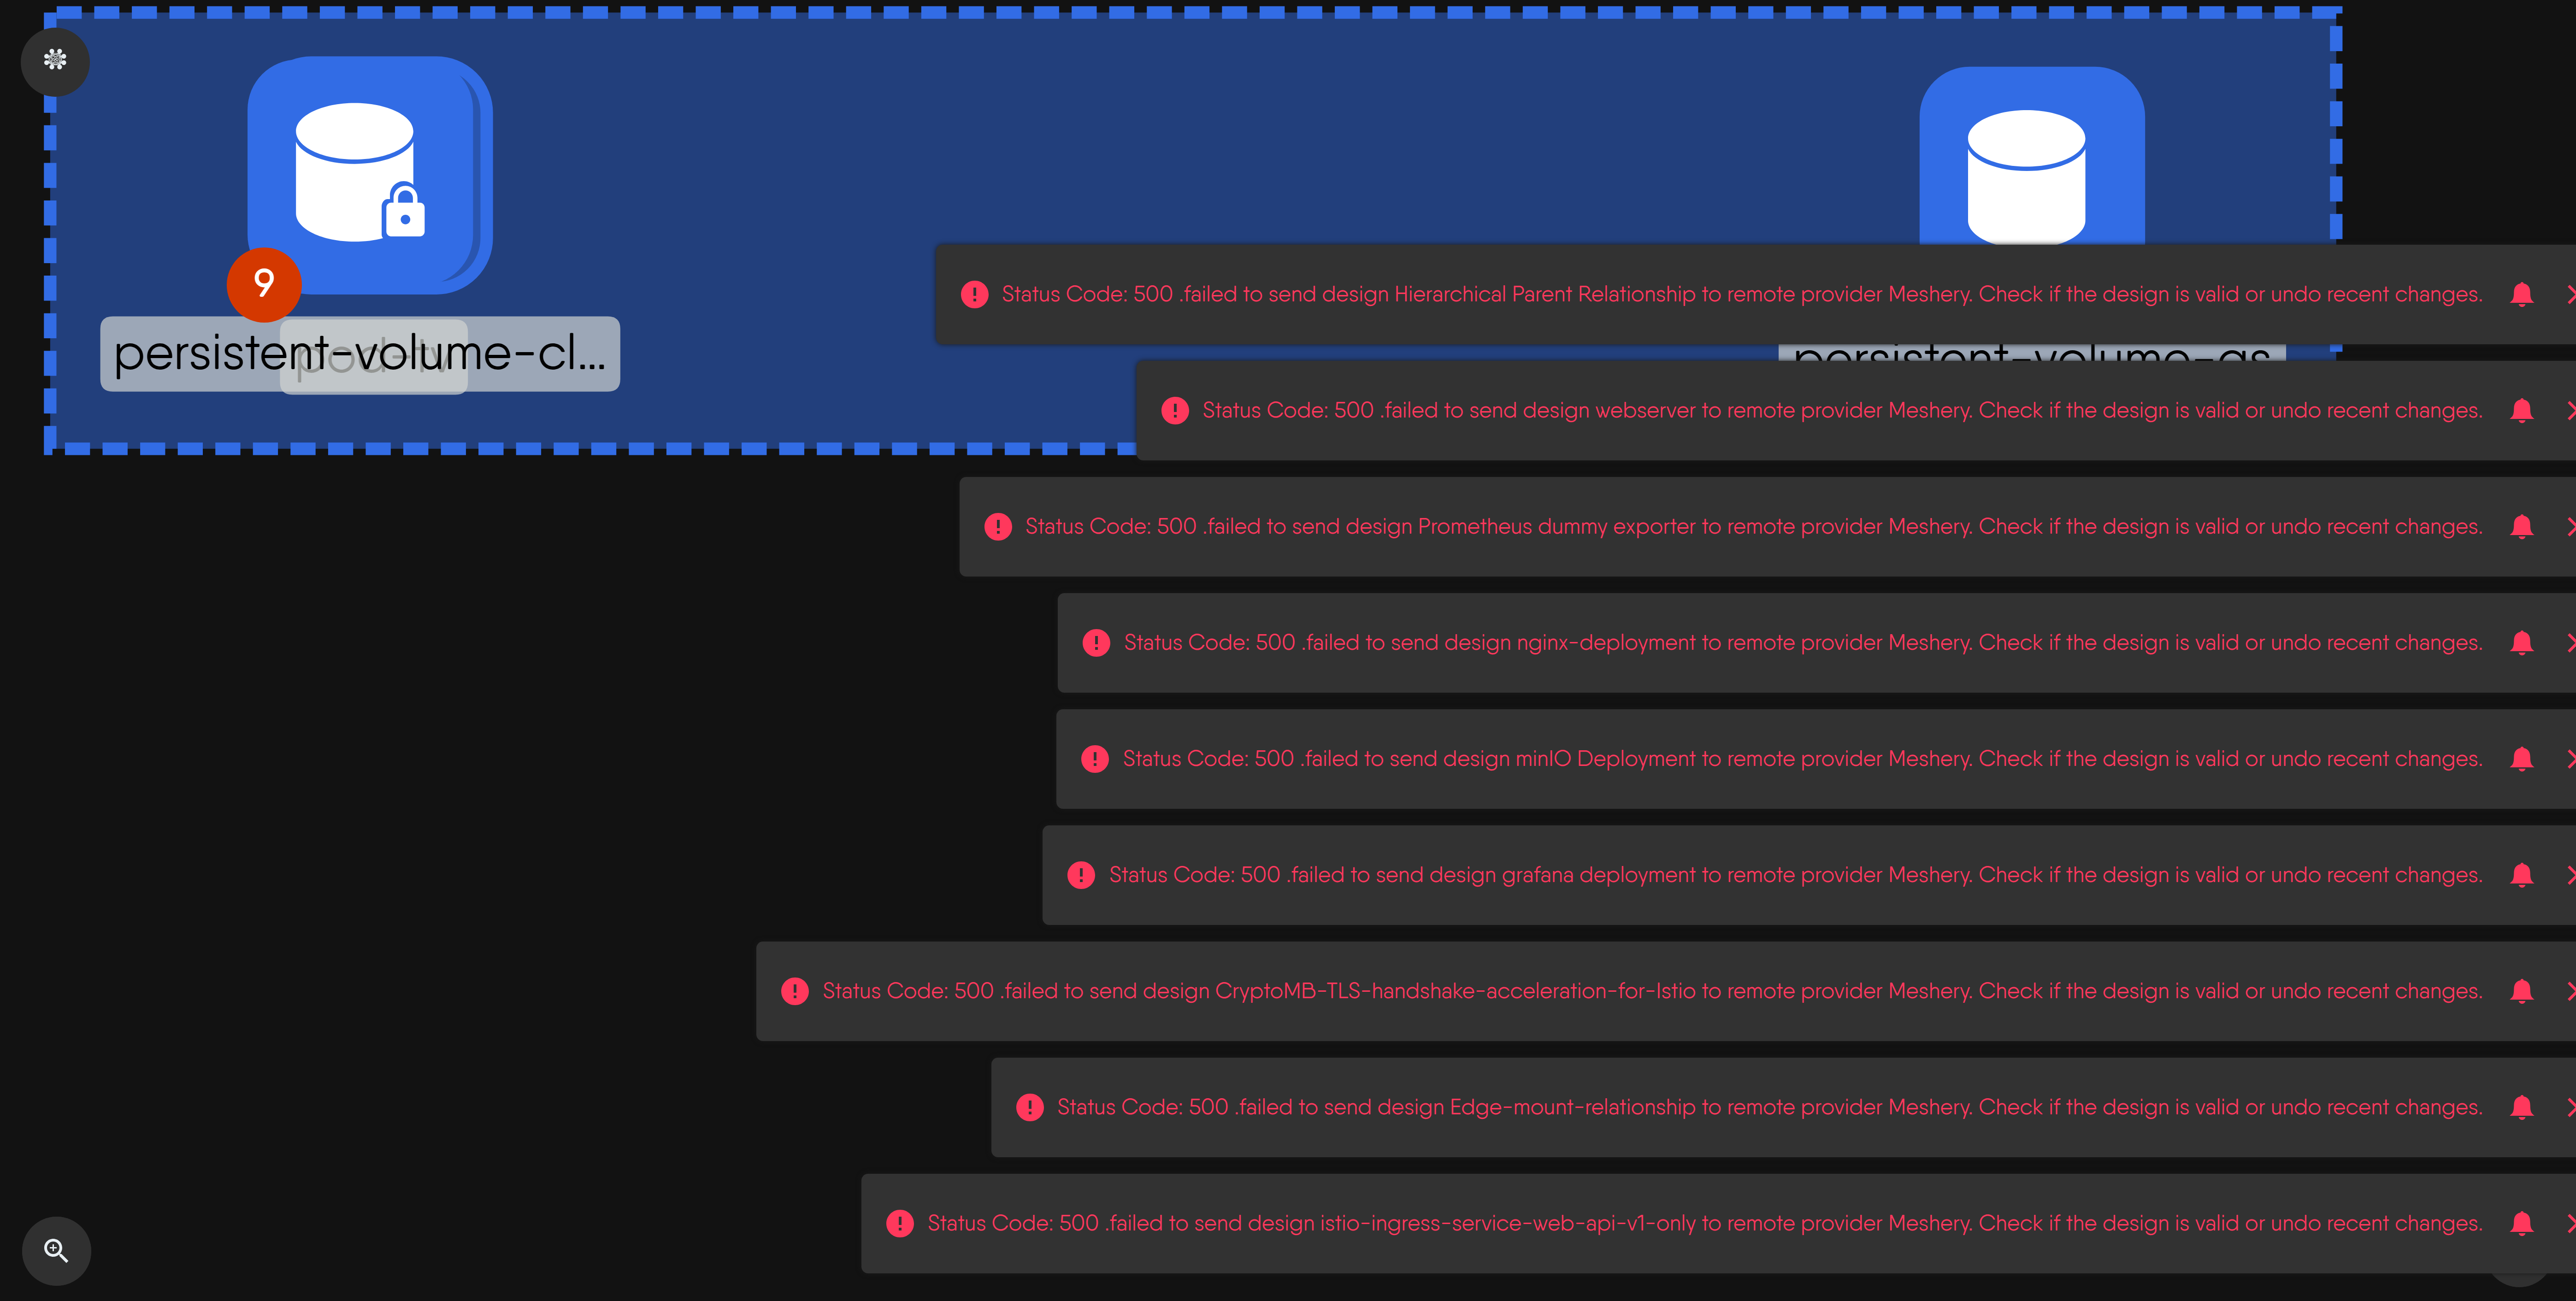 9
persistent-volume-cl...
pod-tv
Status Code: 500 .failed to send design Hierarchical Parent Relationship to remote provider Meshery. Check if the design is valid or undo recent changes.
persistent-volume-gs
Status Code: 500 .failed to send design webserver to remote provider Meshery. Check if the design is valid or undo recent changes.
Status Code: 500 .failed to send design Prometheus dummy exporter to remote provider Meshery. Check if the design is valid or undo recent changes.
Status Code: 500 .failed to send design nginx-deployment to remote provider Meshery. Check if the design is valid or undo recent changes.
Status Code: 500 .failed to send design minIO Deployment to remote provider Meshery. Check if the design is valid or undo recent changes.
Status Code: 500 .failed to send design grafana deployment to remote provider Meshery. Check if the design is valid or undo recent changes.
Status Code: 500 .failed to send design CryptoMB-TLS-handshake-acceleration-for-Istio to remote provider Meshery. Check if the design is valid or undo recent changes.
Status Code: 500 .failed to send design Edge-mount-relationship to remote provider Meshery. Check if the design is valid or undo recent changes.
Status Code: 500 .failed to send design istio-ingress-service-web-api-v1-only to remote provider Meshery. Check if the design is valid or undo recent changes.